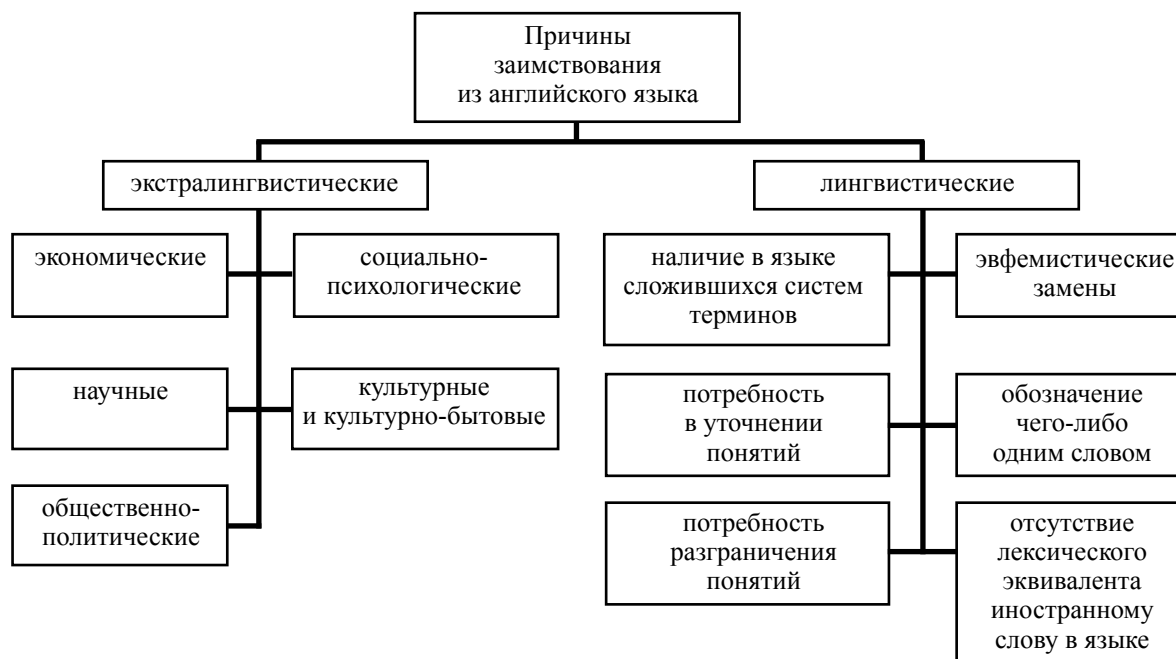 Причины
заимствования
из английского языка
экстралингвистические
лингвистические
экономические
социально-
психологические
наличие в языке
сложившихся систем
терминов
эвфемистические
замены
научные
культурные
и культурно-бытовые
потребность
в уточнении
понятий
обозначение
чего-либо
одним словом
общественно-
политические
потребность
разграничения
понятий
отсутствие
лексического
эквивалента
иностранному
слову в языке